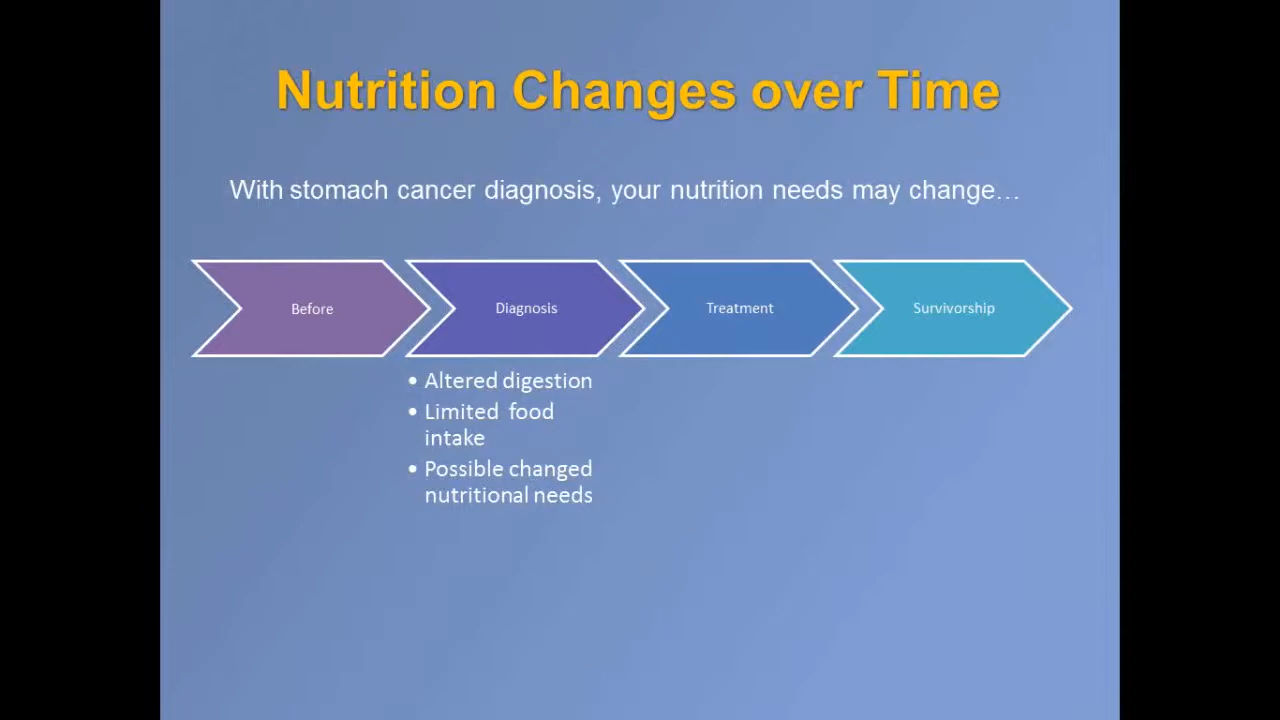 Nutrition Changes over Time
With stomach cancer diagnosis, your nutrition needs may change…
Before
Diagnosis
Treatment
Survivorship
• Altered digestion
• Limited food
intake
• Possible changed
nutritional needs